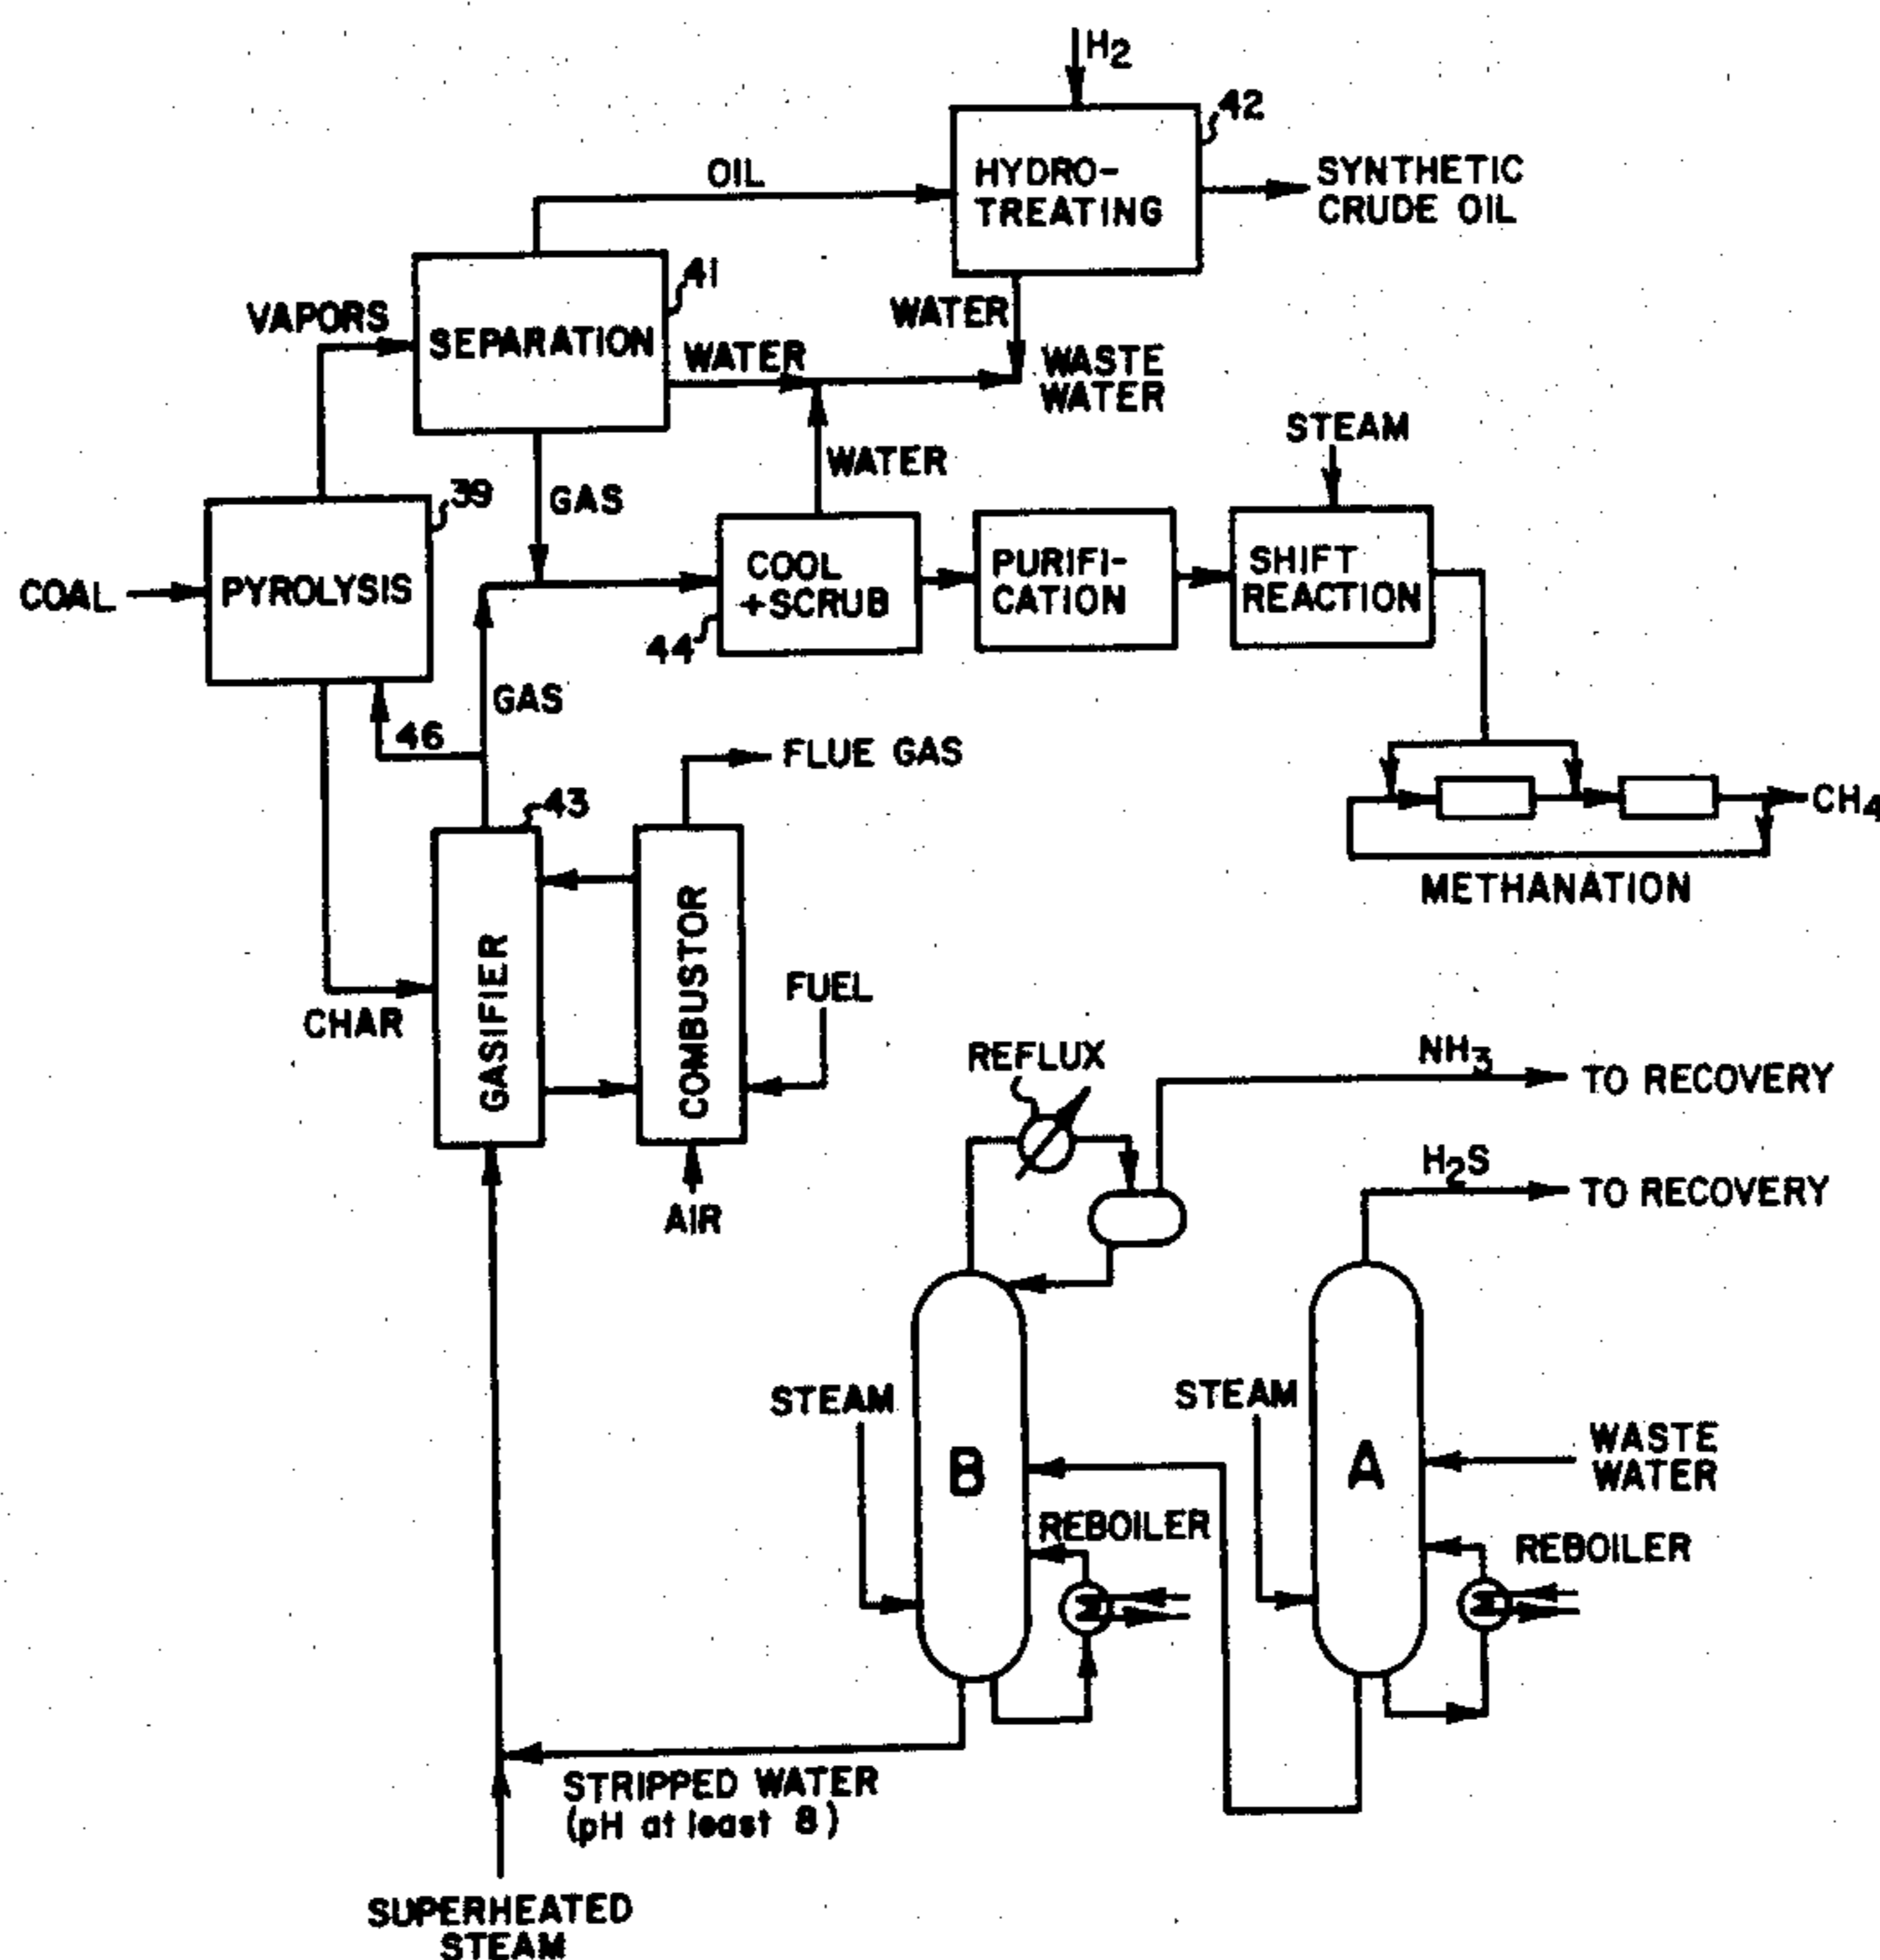 H2
42
OIL
HYDRO-
TREATING
SYNTHETIC
CRUDE OIL
41
VAPORS
SEPARATION
WATER
WATER
WASTE
WATER
STEAM
WATER
39
GAS
COAL
PYROLYSIS
COOL
+SCRUB
44
PURIFI-
CATION
SHIFT
REACTION
GAS
46
FLUE GAS
43
CH4
METHANATION
GASIFIER
COMBUSTOR
FUEL
CHAR
AIR
REFLUX
NH3
TO RECOVERY
H2S
TO RECOVERY
STEAM
B
STEAM
A
WASTE
WATER
REBOILER
REBOILER
STRIPPED WATER
(pH at least 8)
SUPERHEATED
STEAM